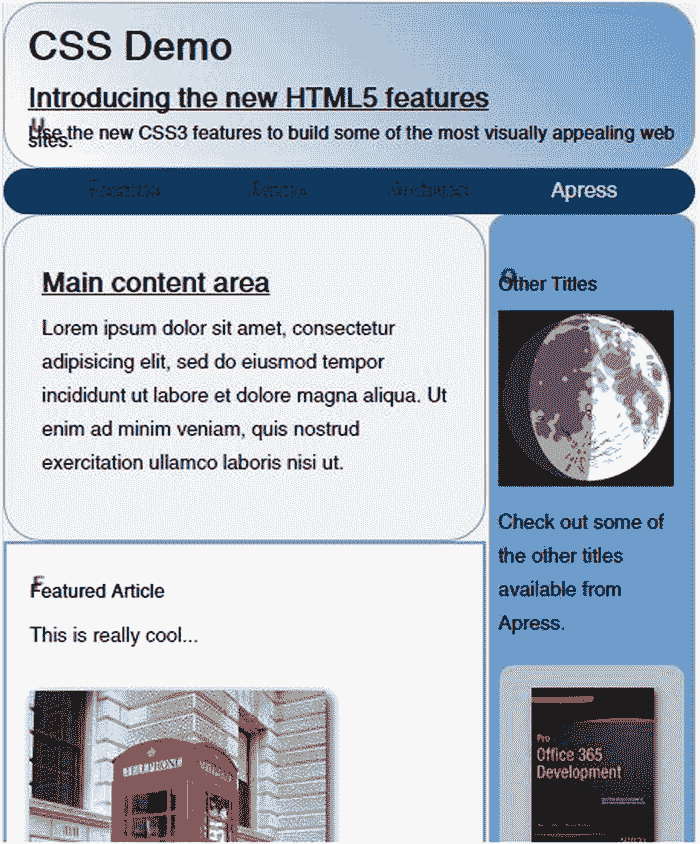 CSS Demo
Introducing the new HTML5 features
Use the new CSS3 features to build some of the most visually appealing web
sites.
Apress
Main content area
Lorem ipsum dolor sit amet, consectetur
adipisicing elit, sed do eiusmod tempor
incididunt ut labore et dolore magna aliqua. Ut
enim ad minim veniam, quis nostrud
exercitation ullamco laboris nisi ut.
Featured Article
This is really cool...
TELEPHONE
Other Titles
Check out some of
the other titles
available from
Apress.
Pro
Office 365
Development